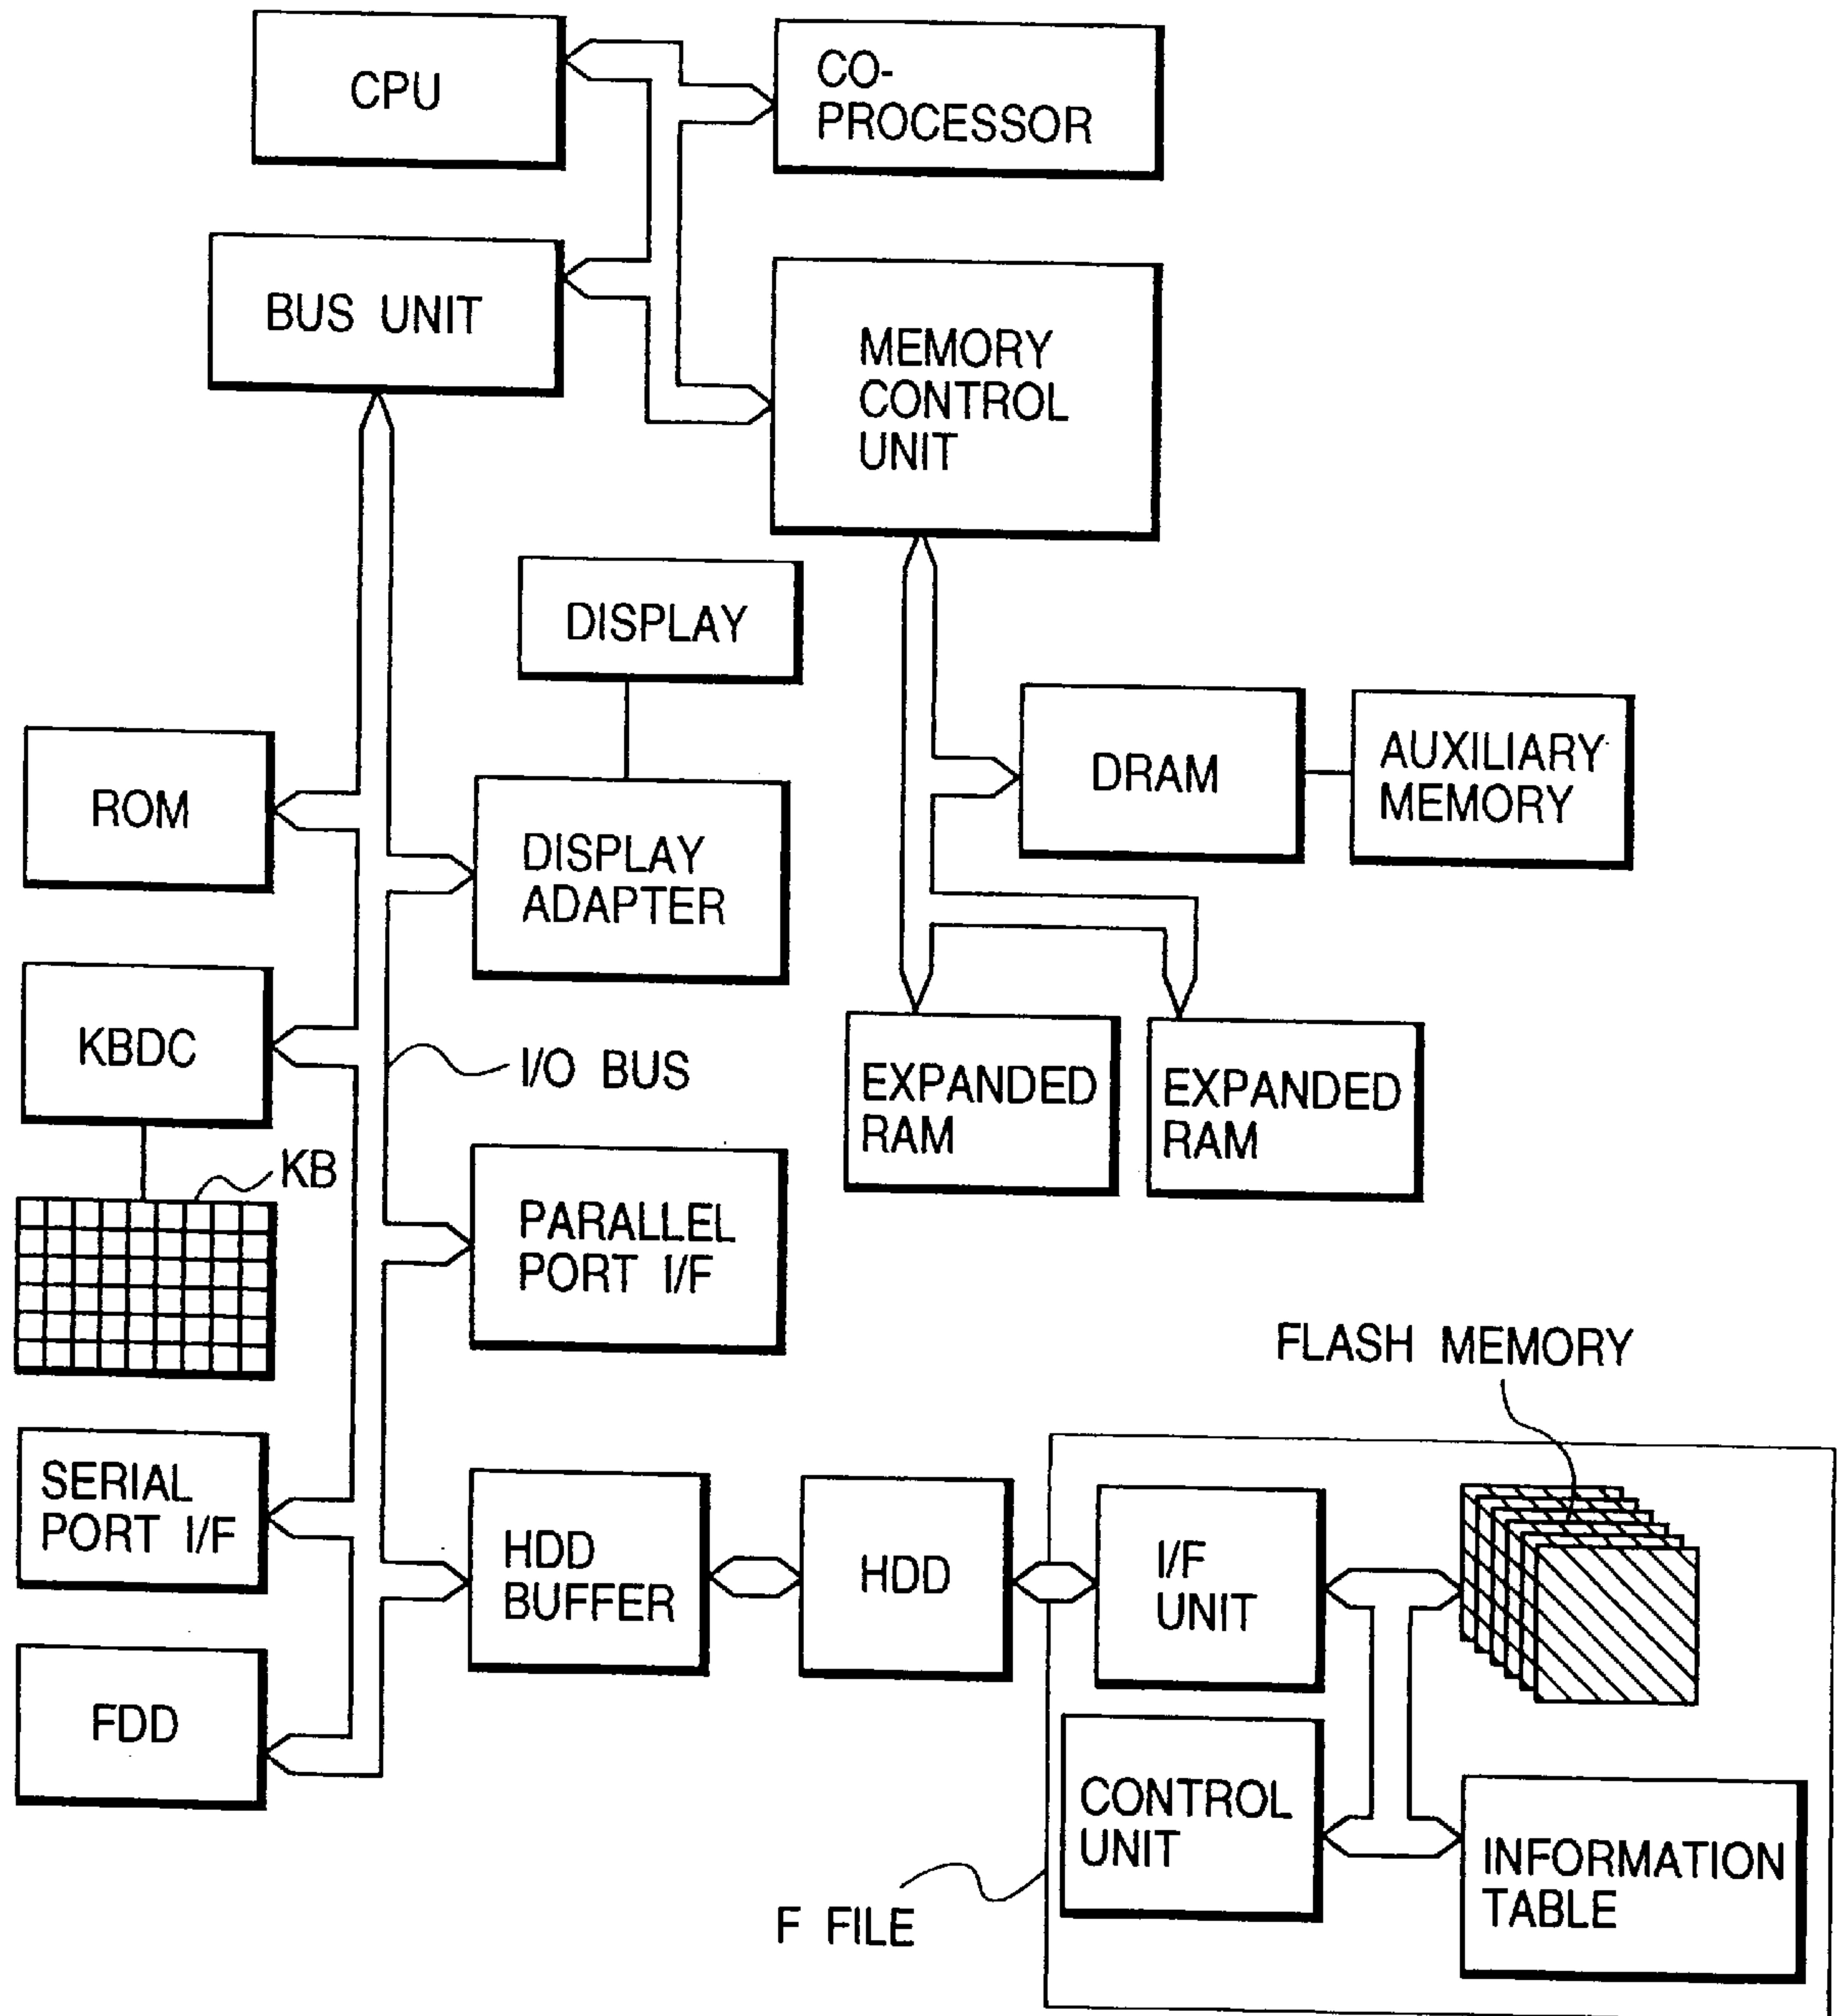 CPU
CO-
PROCESSOR
BUS UNIT
MEMORY
CONTROL
UNIT
DISPLAY
ROM
DISPLAY
ADAPTER
DRAM
AUXILIARY
MEMORY
KBDC
I/O BUS
EXPANDED
RAM
EXPANDED
RAM
KB
PARALLEL
PORT I/F
FLASH MEMORY
SERIAL
PORT I/F
HDD
BUFFER
HDD
I/F
UNIT
FDD
CONTROL
UNIT
INFORMATION
TABLE
F FILE